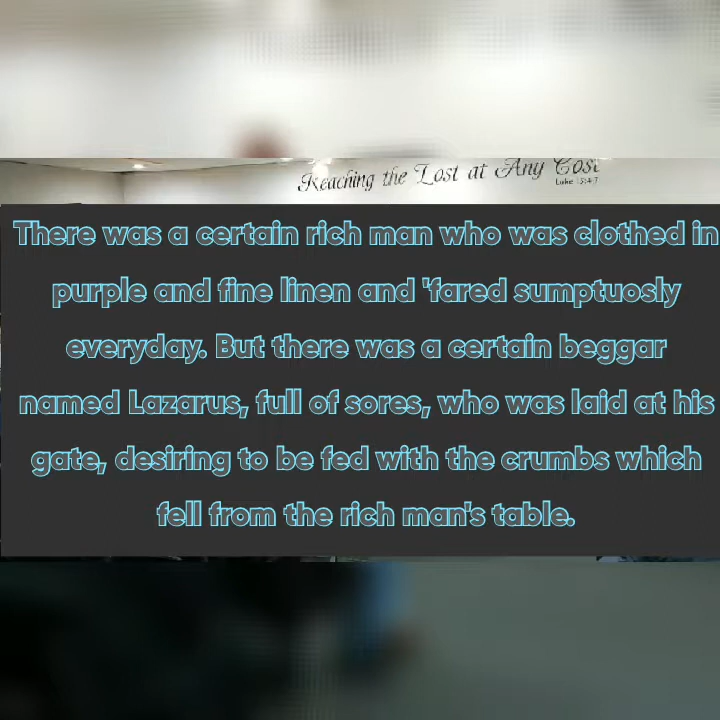 Reaching the Lost at Any Cost
Luke 15:4-7
There was a certain rich man who was clothed in
purple and fine linen and 'fared sumptuosly
everyday. But there was a certain beggar
named Lazarus, full of sores, who was laid at his
gate, desiring to be fed with the crumbs which
fell from the rich man's table.